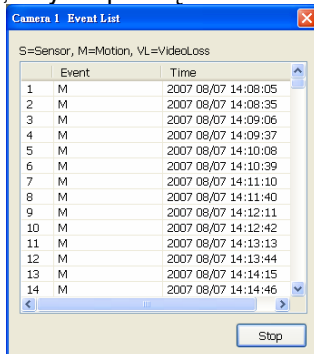 Camera 1 Event List
S=Sensor, M=Motion, VL=VideoLoss
Event Time
1 M 2007 08/07 14:08:05
2 M 2007 08/07 14:08:35
3 M 2007 08/07 14:09:06
4 M 2007 08/07 14:09:37
5 M 2007 08/07 14:10:08
6 M 2007 08/07 14:10:39
7 M 2007 08/07 14:11:10
8 M 2007 08/07 14:11:40
9 M 2007 08/07 14:12:11
10 M 2007 08/07 14:12:42
11 M 2007 08/07 14:13:13
12 M 2007 08/07 14:13:44
13 M 2007 08/07 14:14:15
14 M 2007 08/07 14:14:46
Stop